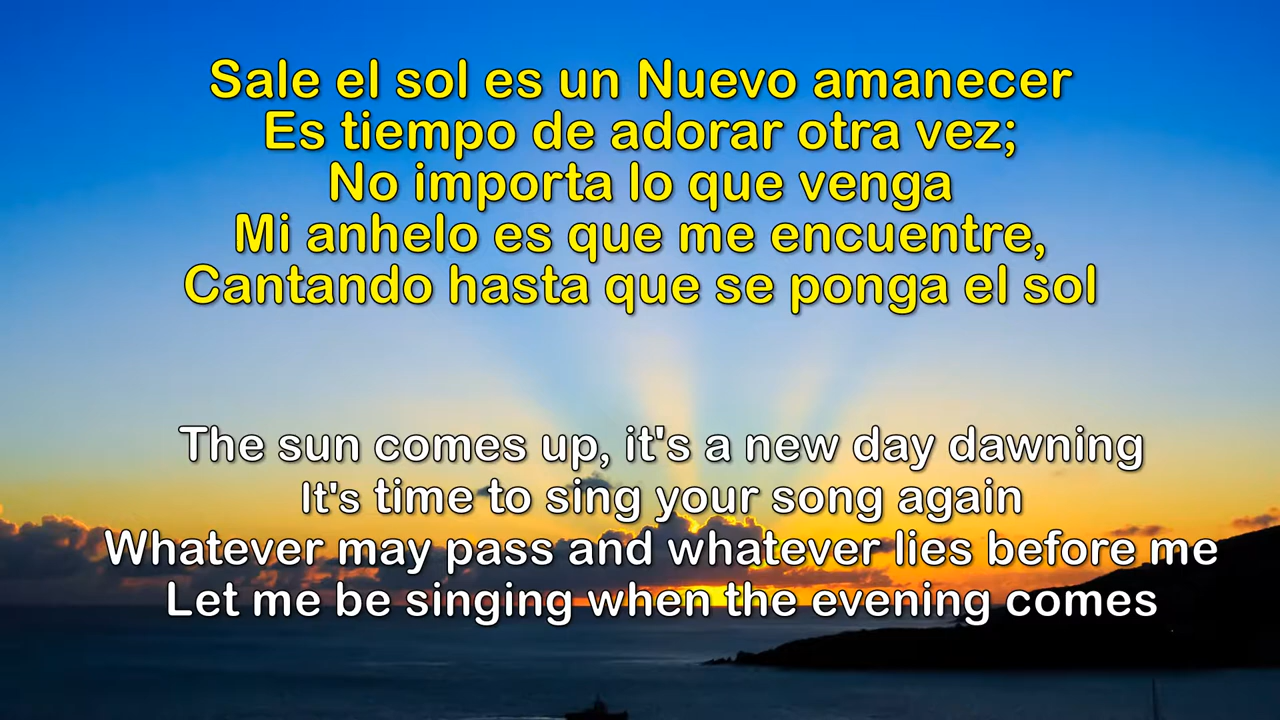 Sale el sol es un Nuevo amanecer
Es tiempo de adorar otra vez;
No importa lo que venga
Mi anhelo es que me encuentre,
Cantando hasta que se ponga el sol
The sun comes up, it's a new day dawning
It's time to sing your song again
Whatever may pass and whatever lies before me
Let me be singing when the evening comes